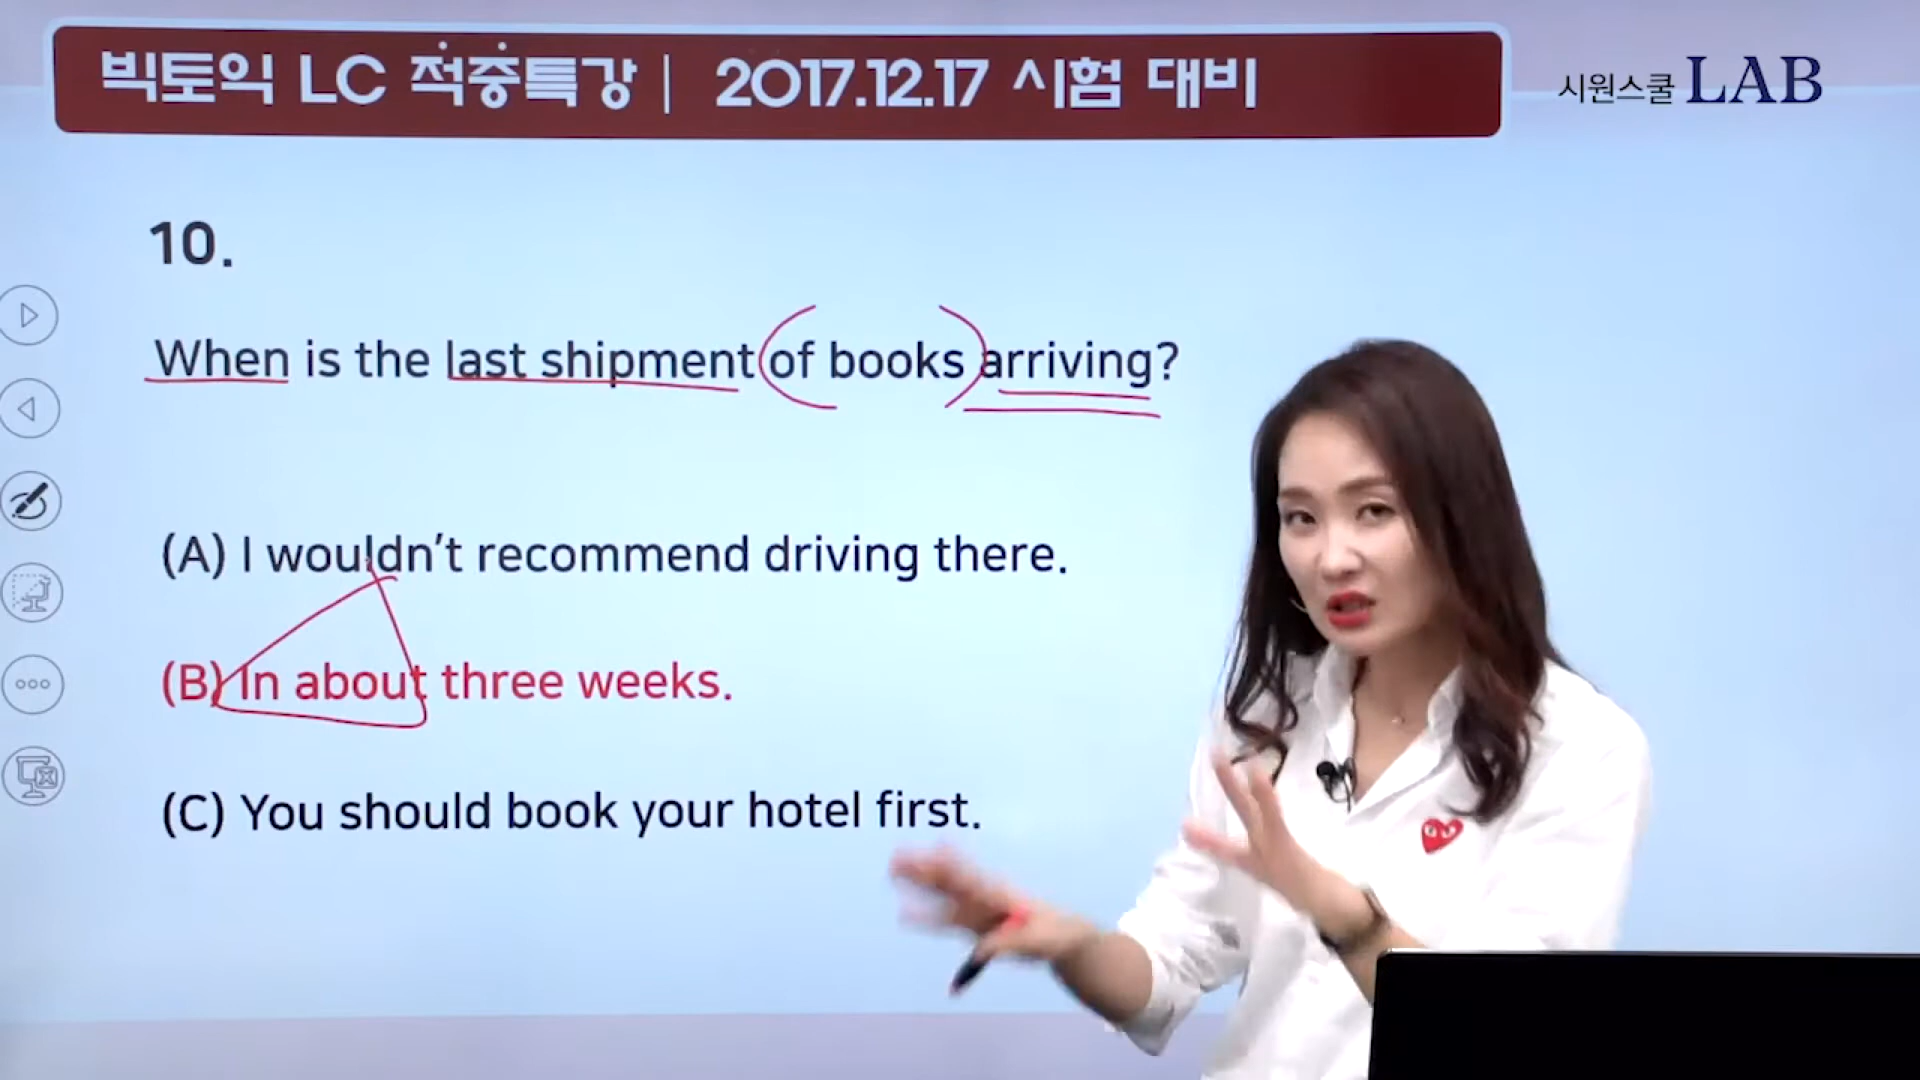 빅토익 LC 적중특강 | 2017.12.17 시험 대비
시원스쿨 LAB
10.
When is the last shipment of books arriving?
(A) I wouldn't recommend driving there.
(B) In about three weeks.
(C) You should book your hotel first.